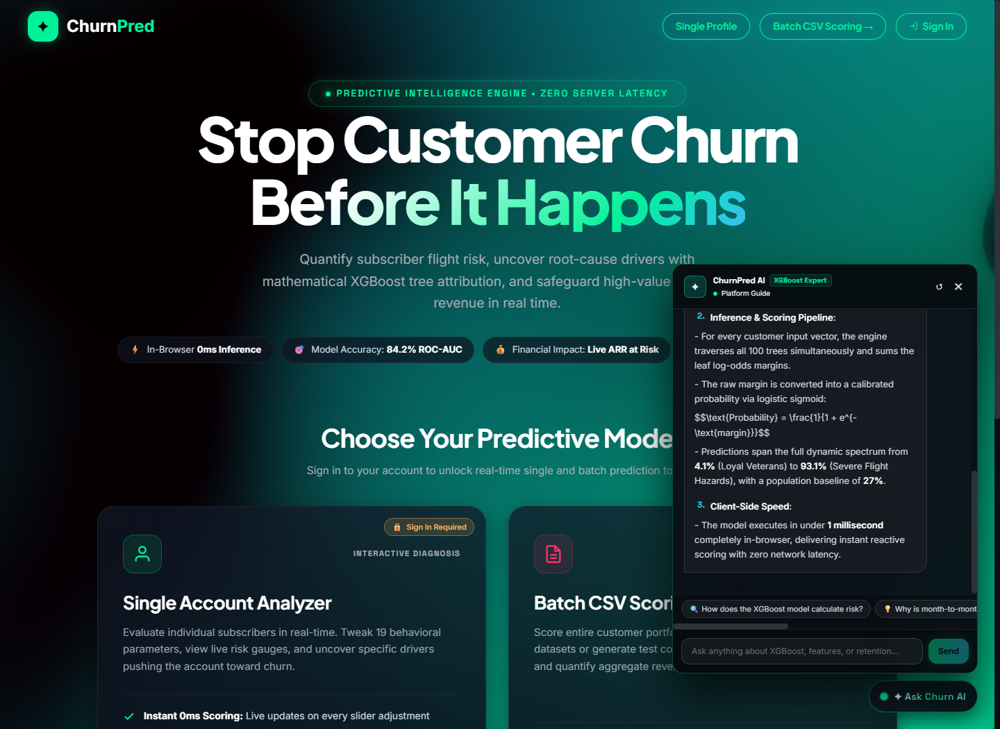 ChurnPred
Single Profile
Batch CSV Scoring→
Sign In
PREDICTIVE INTELLIGENCE ENGINE • ZERO SERVER LATENCY
Stop Customer Churn
Before It Happens
Quantify subscriber flight risk, uncover root-cause drivers with
mathematical XGBoost tree attribution, and safeguard high-value
revenue in real time.
In-Browser 0ms Inference
Model Accuracy: 84.2% ROC-AUC
Financial Impact: Live ARR at Risk
Choose Your Predictive Mode
Sign in to your account to unlock real-time single and batch prediction to
Sign In Required
INTERACTIVE DIAGNOSIS
Single Account Analyzer
Evaluate individual subscribers in real-time. Tweak 19 behavioral
parameters, view live risk gauges, and uncover specific drivers
pushing the account toward churn.
Instant 0ms Scoring: Live updates on every slider adjustment
Batch CSV Scori
Score entire customer portfo
datasets or generate test co
and quantify aggregate reve
ChurnPred AI
XGBoost Expert
Platform Guide
2. Inference & Scoring Pipeline:
- For every customer input vector, the engine
traverses all 100 trees simultaneously and sums the
leaf log-odds margins.
- The raw margin is converted into a calibrated
probability via logistic sigmoid:
$$\text{Probability} = \frac{1}{1 + e^{-
\text{margin}}}$$
- Predictions span the full dynamic spectrum from
4.1% (Loyal Veterans) to 93.1% (Severe Flight
Hazards), with a population baseline of 27%.
3. Client-Side Speed:
- The model executes in under 1 millisecond
completely in-browser, delivering instant reactive
scoring with zero network latency.
How does the XGBoost model calculate risk?
Why is month-to-mont
Ask anything about XGBoost, features, or retention...
Send
✦ Ask Churn AI